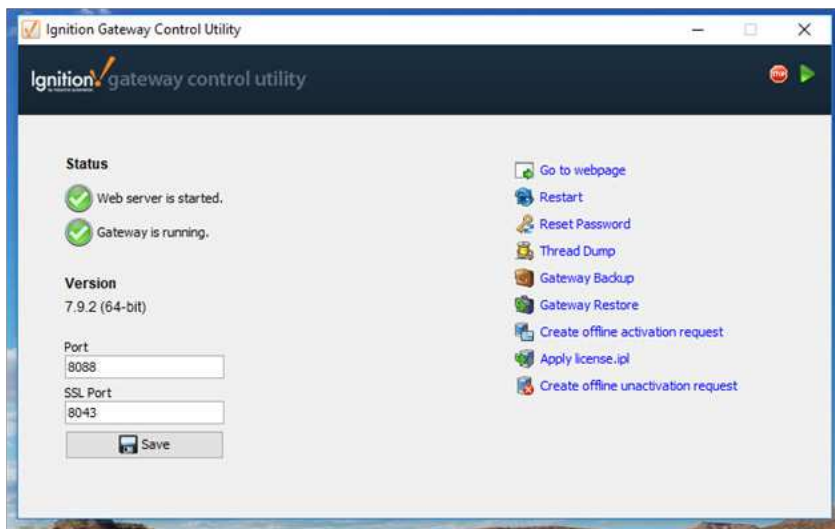 Ignition Gateway Control Utility
Ignition! gateway control utility
STOP
Status
Web server is started.
Gateway is running.
Version
7.9.2 (64-bit)
Port
8088
SSL Port
8043
Save
Go to webpage
Restart
Reset Password
Thread Dump
Gateway Backup
Gateway Restore
Create offline activation request
Apply license.ipl
Create offline unactivation request